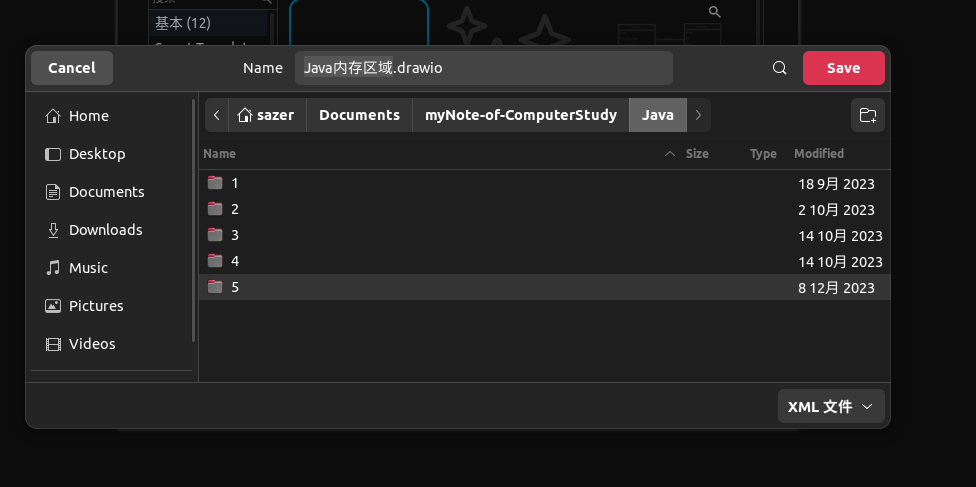 基本 (12)
Cancel
Name
Java内存区域.drawio
Save
Home
Desktop
Documents
Downloads
Music
Pictures
Videos
sazer
Documents
myNote-of-ComputerStudy
Java
Name Size Type Modified
1 18 9月 2023
2 2 10月 2023
3 14 10月 2023
4 14 10月 2023
5 8 12月 2023
XML 文件